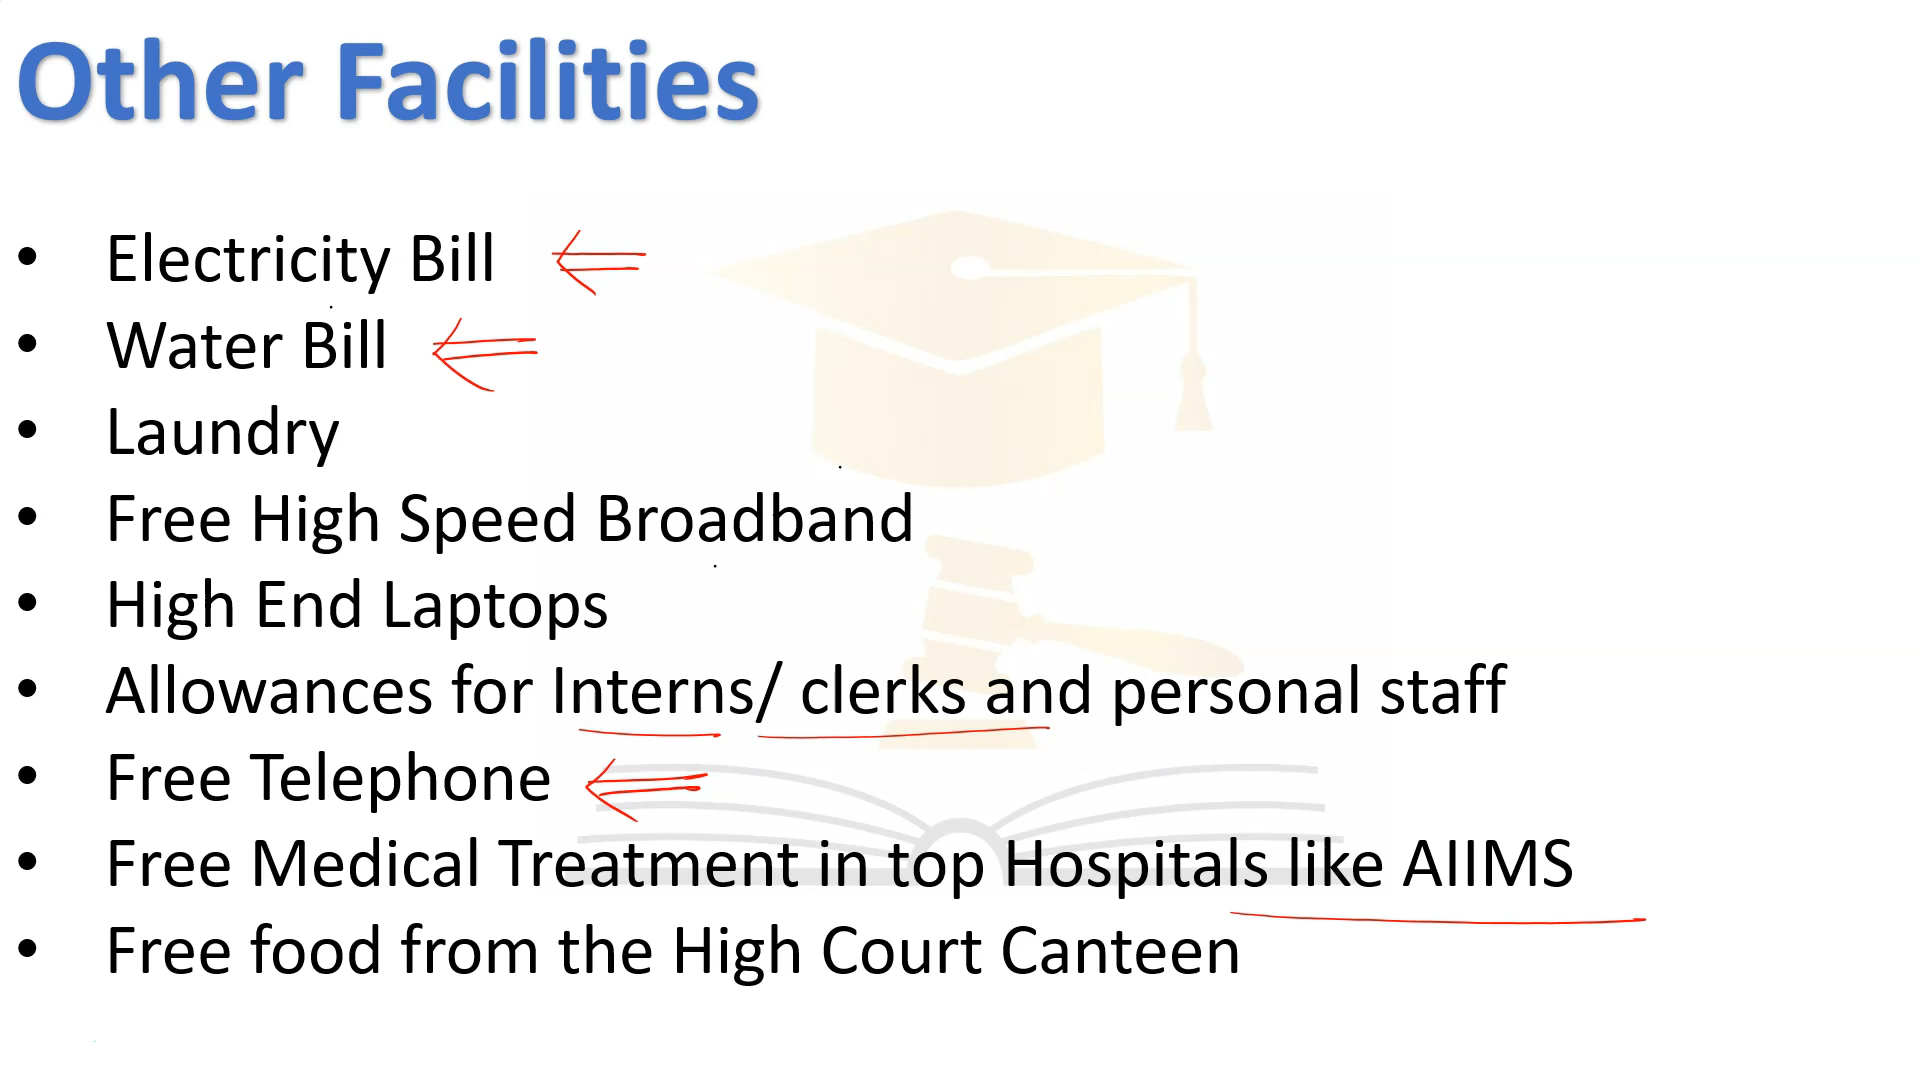 Other Facilities
• Electricity Bill
• Water Bill
• Laundry
• Free High Speed Broadband
• High End Laptops
• Allowances for Interns/ clerks and personal staff
• Free Telephone
• Free Medical Treatment in top Hospitals like AIIMS
• Free food from the High Court Canteen